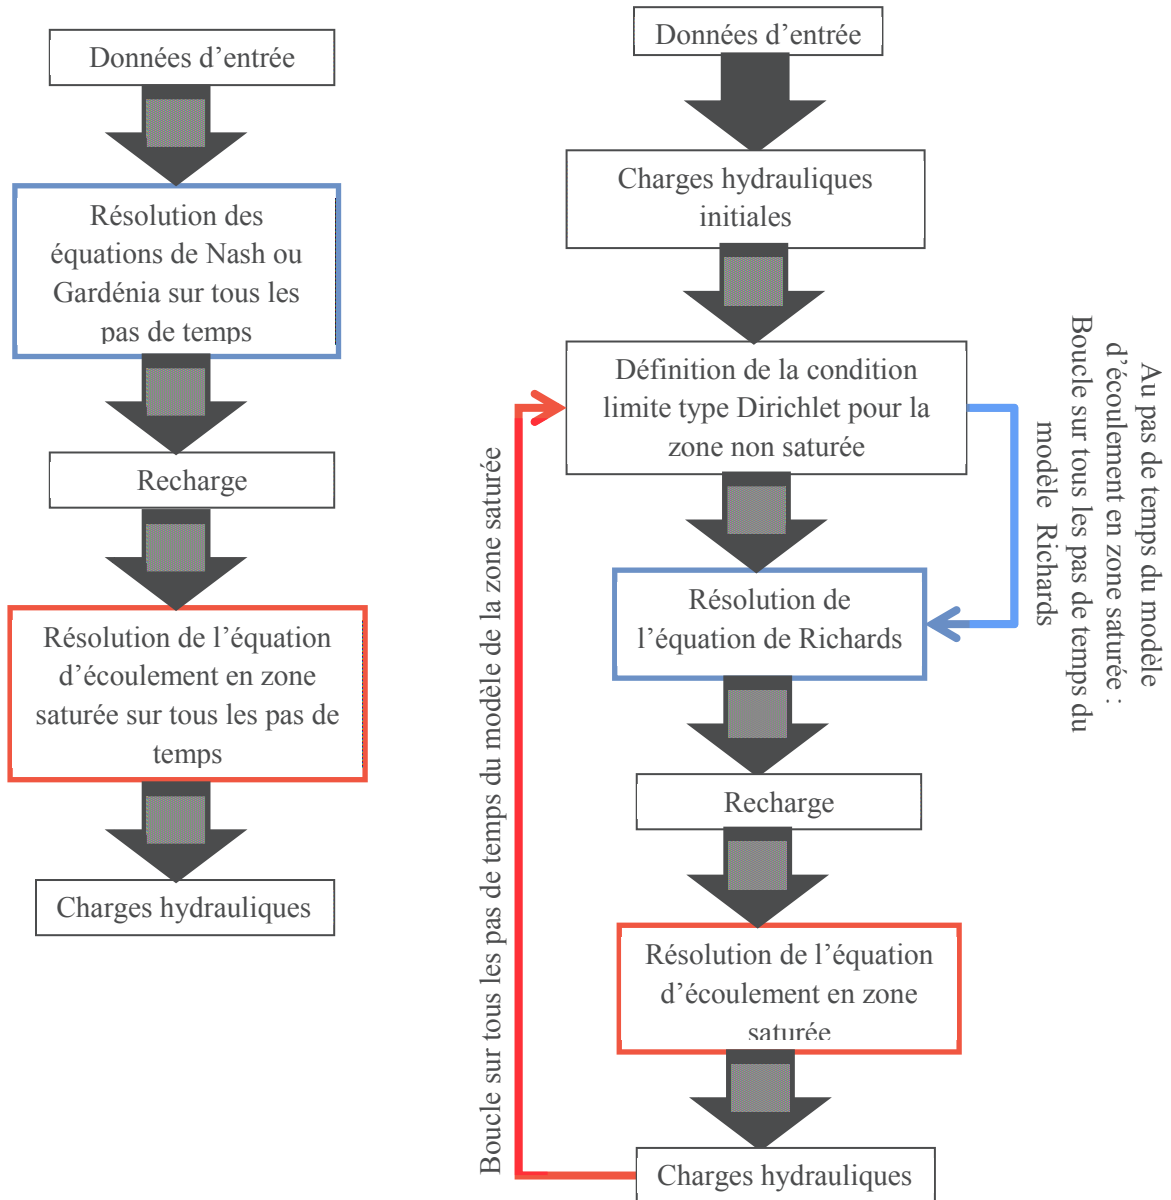 Données d’entrée
Résolution des
équations de Nash ou
Gardénia sur tous les
pas de temps
Recharge
Résolution de l’équation
d’écoulement en zone
saturée sur tous les pas de
temps
Charges hydrauliques
Données d’entrée
Charges hydrauliques
initiales
Définition de la condition
limite type Dirichlet pour la
zone non saturée
Résolution de
l’équation de Richards
Recharge
Résolution de l’équation
d’écoulement en zone
saturée
Charges hydrauliques
Boucle sur tous les pas de temps du modèle de la zone saturée
Au pas de temps du modèle
d’écoulement en zone saturée :
Boucle sur tous les pas de temps du
modèle Richards